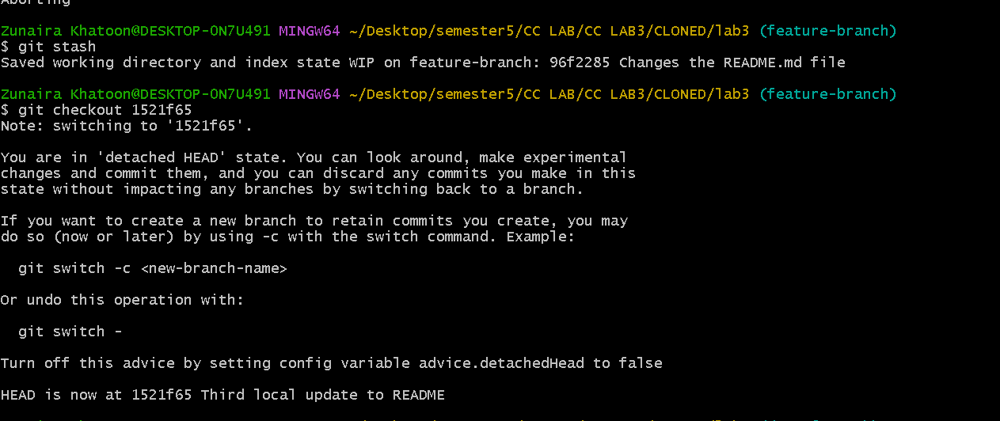 Aborting
Zunaira Khatoon@DESKTOP-ON7U491 MINGW64 ~/Desktop/semester5/CC LAB/CC LAB3/CLONED/lab3 (feature-branch)
$ git stash
Saved working directory and index state WIP on feature-branch: 96f2285 Changes the README.md file
Zunaira Khatoon@DESKTOP-ON7U491 MINGW64 ~/Desktop/semester5/CC LAB/CC LAB3/CLONED/lab3 (feature-branch)
$ git checkout 1521f65
Note: switching to '1521f65'.
You are in 'detached HEAD' state. You can look around, make experimental
changes and commit them, and you can discard any commits you make in this
state without impacting any branches by switching back to a branch.
If you want to create a new branch to retain commits you create, you may
do so (now or later) by using -c with the switch command. Example:
git switch -c <new-branch-name>
Or undo this operation with:
git switch -
Turn off this advice by setting config variable advice.detachedHead to false
HEAD is now at 1521f65 Third local update to README